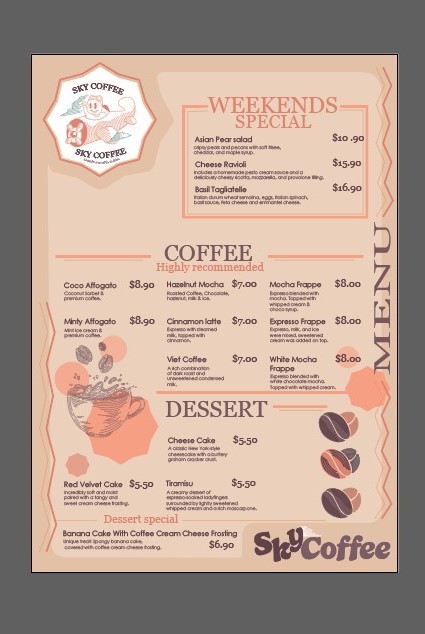 SKY COFFEE
SKY COFFEE
WEEKENDS
SPECIAL
Asian Pear salad $10 .90
crispy pears and pecans with soft
cheddar, and maple syrup.
Cheese Ravioli $15.90
Includes a homemade pesto cream sauce and a
deliciously cheesy ricotta, mozzarella, and provolone filling.
Basil Tagliatelle $16.90
Italian durum wheat semolina, eggs, Italian spinach,
basil sauce, Feta cheese and emmantel cheese.
MENU
COFFEE
Highly recommended
Coco Affogato $8.90
Coconut Sorbet &
premium coffee.
Hazelnut Mocha $7.00
Roasted Coffee, Chocolate,
hazelnut, milk & ice.
Mocha Frappe $8.00
Espresso blended with
mocha. Topped with
whipped cream &
choco syrup.
Minty Affogato $8.90
Mint ice cream &
premium coffee.
Cinnamon latte $7.00
Espresso with steamed
milk, topped with
cinnamon.
Espresso Frappe $8.00
Espresso, milk, and ice
were mixed, sweetened
cream was added on top.
Viet Coffee $7.00
A rich combination
of dark roast and
unsweetened condensed
milk.
White Mocha
Frappe $8.00
Espresso blended with
white chocolate mocha.
Topped with whipped cream.
DESSERT
Cheese Cake $5.50
A classic New York-style
cheesecake with a buttery
graham cracker crust.
Red Velvet Cake $5.50
Incredibly soft and moist
paired with a tangy and
sweet cream cheese frosting.
Tiramisu $5.50
A creamy dessert of
espresso-soaked ladyfingers
surrounded by lightly sweetened
whipped cream and a rich mascarpone.
Dessert special
Banana Cake With Coffee Cream Cheese Frosting
Unique treat! Spongy banana cake,
covered with coffee cream cheese frosting.
$6.90
Sky Coffee